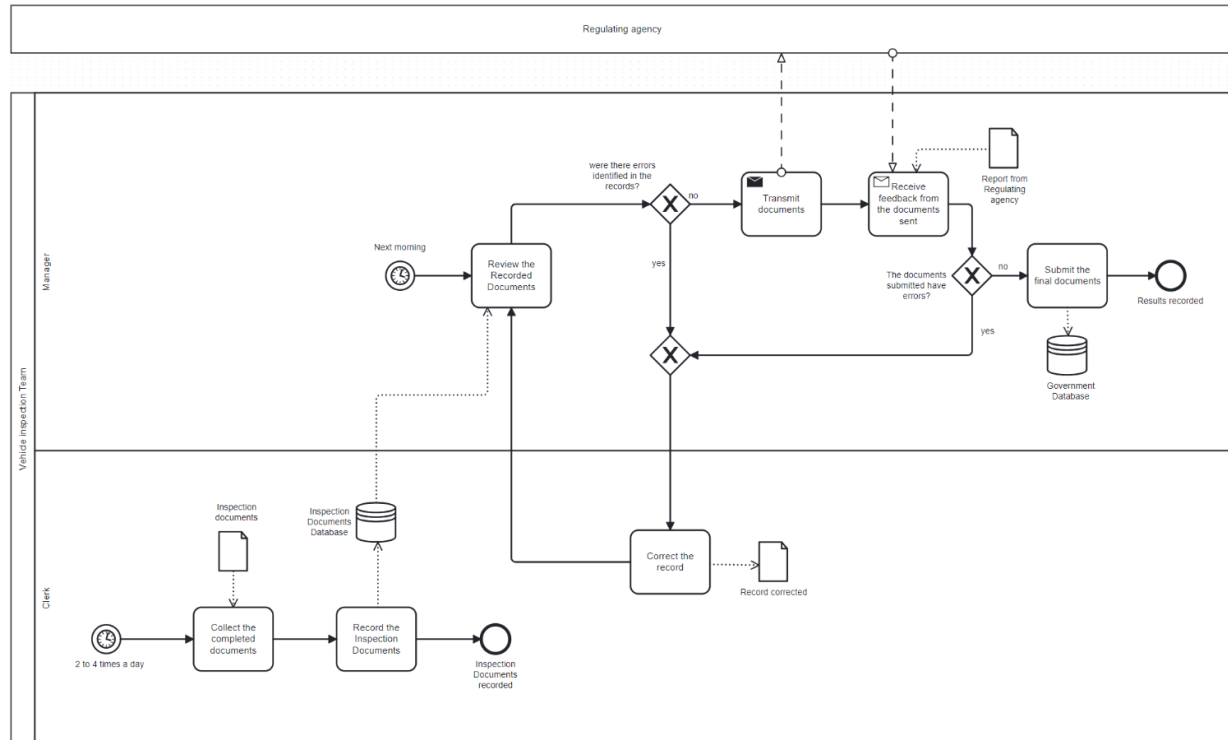 Regulating agency
Vehicle inspection Team
Manager
were there errors
identified in the
records?
no
yes
Transmit
documents
Receive
feedback from
the documents
sent
Report from
Regulating
agency
Next morning
Review the
Recorded
Documents
The documents
submitted have
errors?
no
yes
Submit the
final documents
Results recorded
Government
Database
Clerk
Inspection
documents
Inspection
Documents
Database
Correct the
record
Record corrected
2 to 4 times a day
Collect the
completed
documents
Record the
Inspection
Documents
Inspection
Documents
recorded